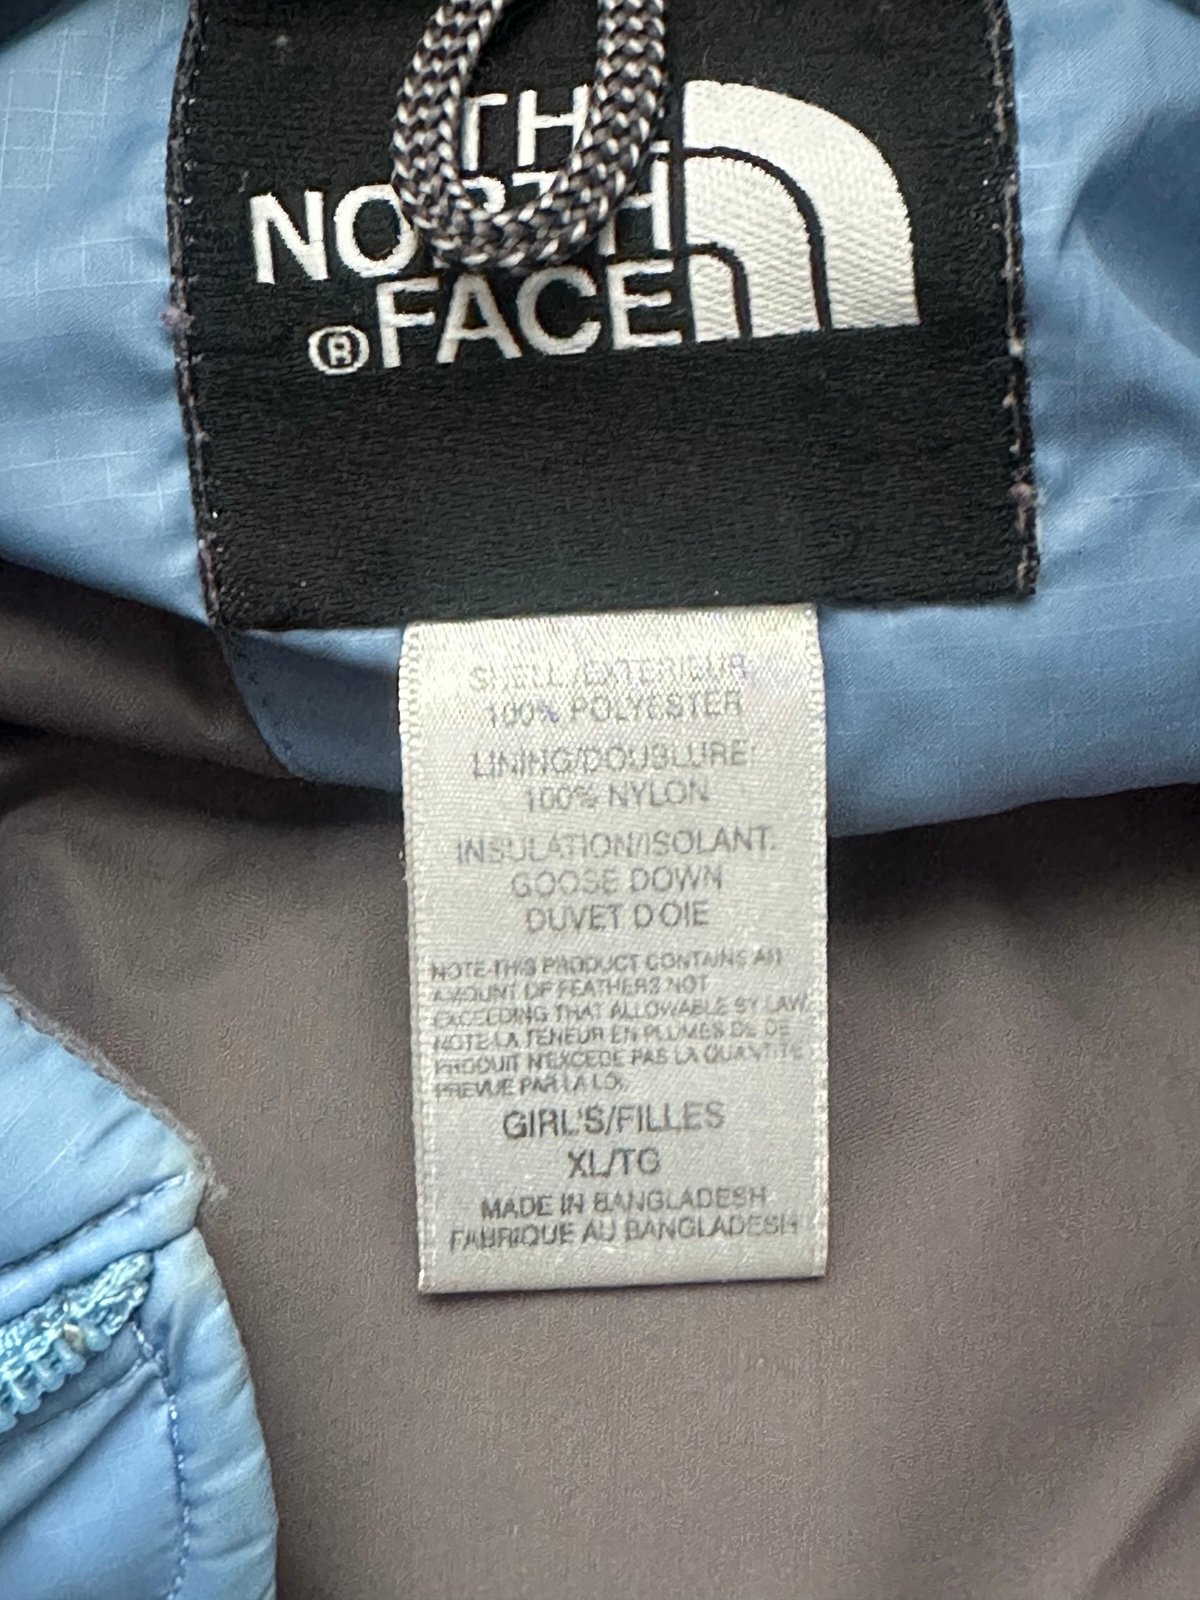 TH
NORTH
® FACE
SHELL/EXTERIEUR
100% POLYESTER
LINING/DOUBLURE:
100% NYLON
INSULATION/ISOLANT:
GOOSE DOWN
DUVET D'OIE
NOTE-THIS PRODUCT CONTAINS AN
AMOUNT OF FEATHERS NOT
EXCEEDING THAT ALLOWABLE BY LAW.
NOTE LA TENEUR EN PLUMES DE DE
PRODUIT N'EXCEDE PAS LA QUANTITE
PREVUE PAR LA LOI.
GIRL'S/FILLES
XL/TG
MADE IN BANGLADESH
FABRIQUE AU BANGLADESH